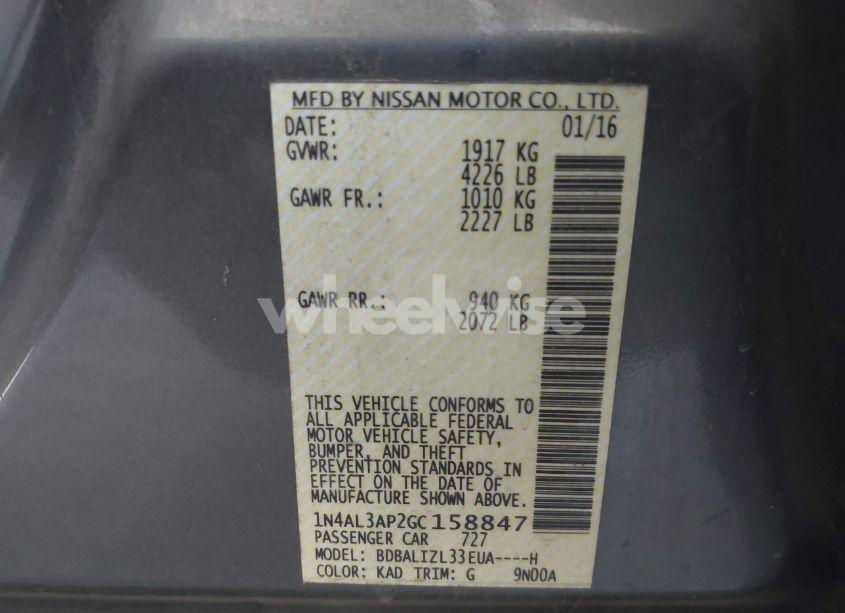 MFD BY NISSAN MOTOR CO., LTD.
DATE: 01/16
GVWR: 1917 KG
4226 LB
GAWR FR.: 1010 KG
2227 LB
GAWR RR.: 940 KG
2072 LB
wheelwise
THIS VEHICLE CONFORMS TO
ALL APPLICABLE FEDERAL
MOTOR VEHICLE SAFETY,
BUMPER, AND THEFT
PREVENTION STANDARDS IN
EFFECT ON THE DATE OF
MANUFACTURE SHOWN ABOVE.
1N4AL3AP2GC158847
PASSENGER CAR 727
MODEL: BDBALIZL33EUA----H
COLOR: KAD TRIM: G 9N00A